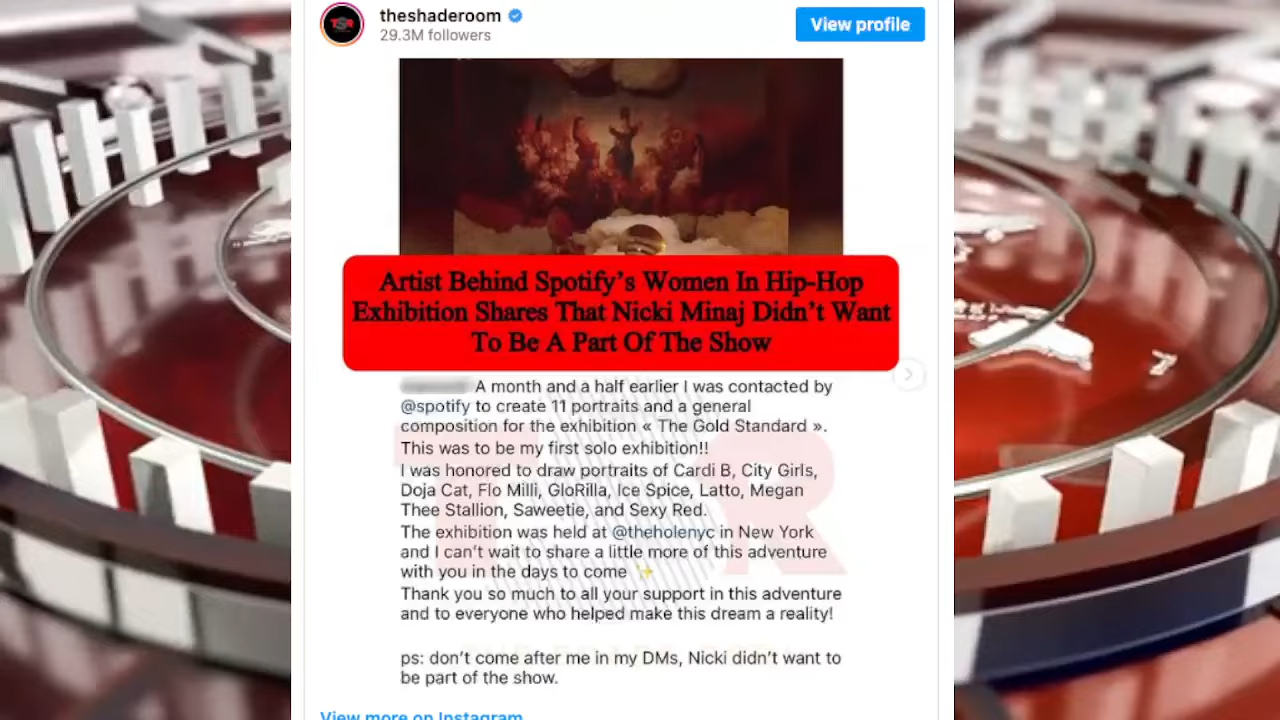 theshaderoom
29.3M followers
View profile
Artist Behind Spotify's Women In Hip-Hop
Exhibition Shares That Nicki Minaj Didn't Want
To Be A Part Of The Show
A month and a half earlier I was contacted by
@spotify to create 11 portraits and a general
composition for the exhibition « The Gold Standard ».
This was to be my first solo exhibition!!
I was honored to draw portraits of Cardi B, City Girls,
Doja Cat, Flo Milli, GloRilla, Ice Spice, Latto, Megan
Thee Stallion, Saweetie, and Sexy Red.
The exhibition was held at @theholenyc in New York
and I can't wait to share a little more of this adventure
with you in the days to come ✨
Thank you so much to all your support in this adventure
and to everyone who helped make this dream a reality!
ps: don't come after me in my DMs, Nicki didn't want to
be part of the show.
View more on Instagram